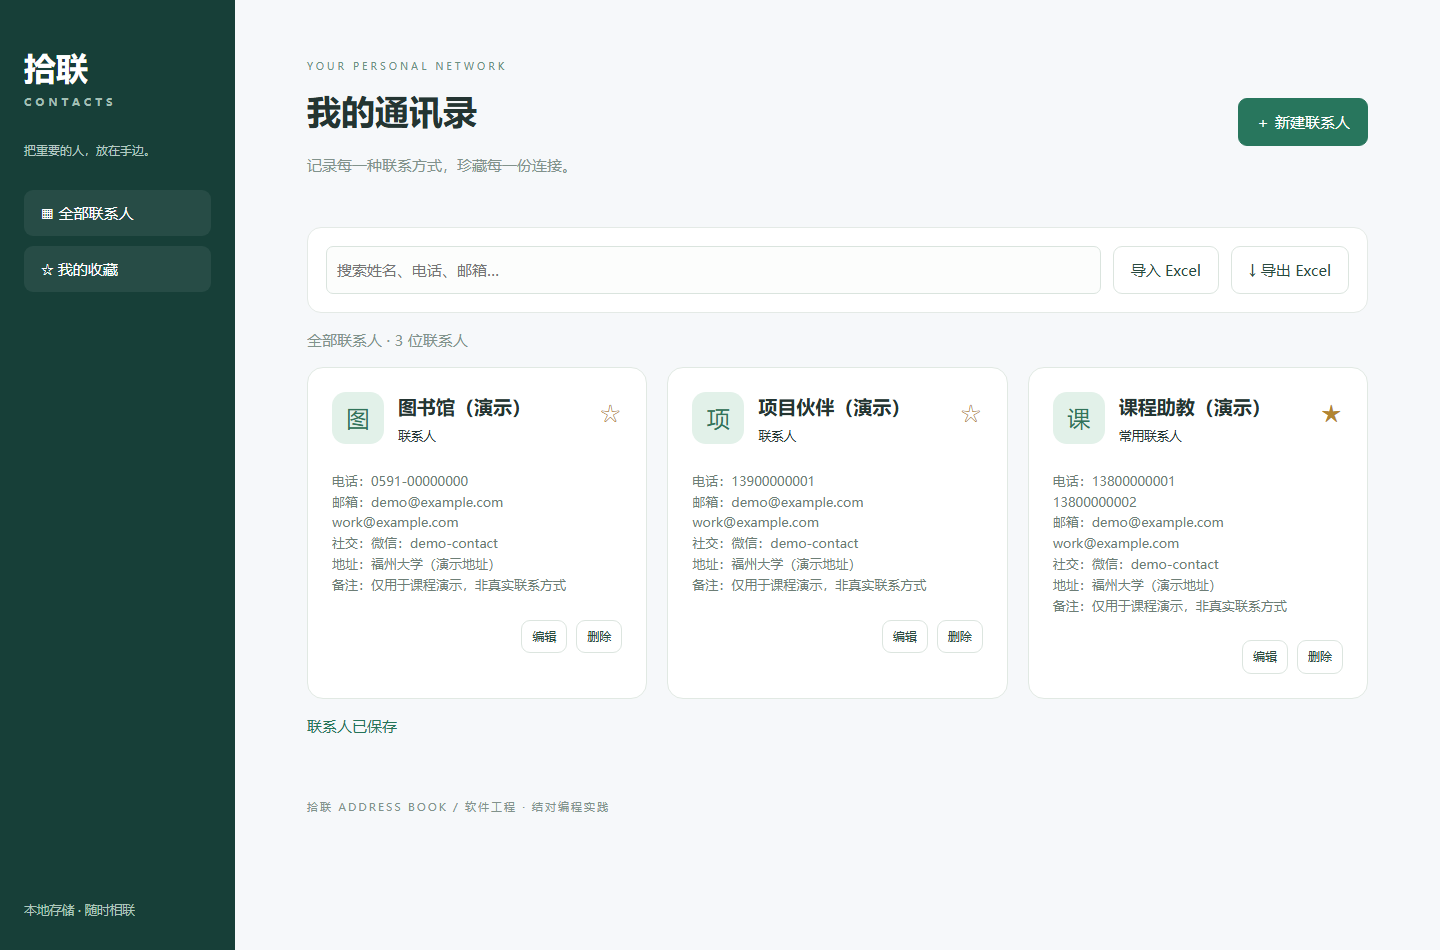 拾联
CONTACTS
把重要的人，放在手边。
▦ 全部联系人
☆ 我的收藏
本地存储 · 随时相联
YOUR PERSONAL NETWORK
我的通讯录
记录每一种联系方式，珍藏每一份连接。
+ 新建联系人
搜索姓名、电话、邮箱...
导入 Excel
↓ 导出 Excel
全部联系人 · 3 位联系人
图
图书馆（演示）
☆
联系人
电话：0591-00000000
邮箱：demo@example.com
work@example.com
社交：微信：demo-contact
地址：福州大学（演示地址）
备注：仅用于课程演示，非真实联系方式
编辑
删除
项
项目伙伴（演示）
☆
联系人
电话：13900000001
邮箱：demo@example.com
work@example.com
社交：微信：demo-contact
地址：福州大学（演示地址）
备注：仅用于课程演示，非真实联系方式
编辑
删除
课
课程助教（演示）
★
常用联系人
电话：13800000001
13800000002
邮箱：demo@example.com
work@example.com
社交：微信：demo-contact
地址：福州大学（演示地址）
备注：仅用于课程演示，非真实联系方式
编辑
删除
联系人已保存
拾联 ADDRESS BOOK / 软件工程 · 结对编程实践